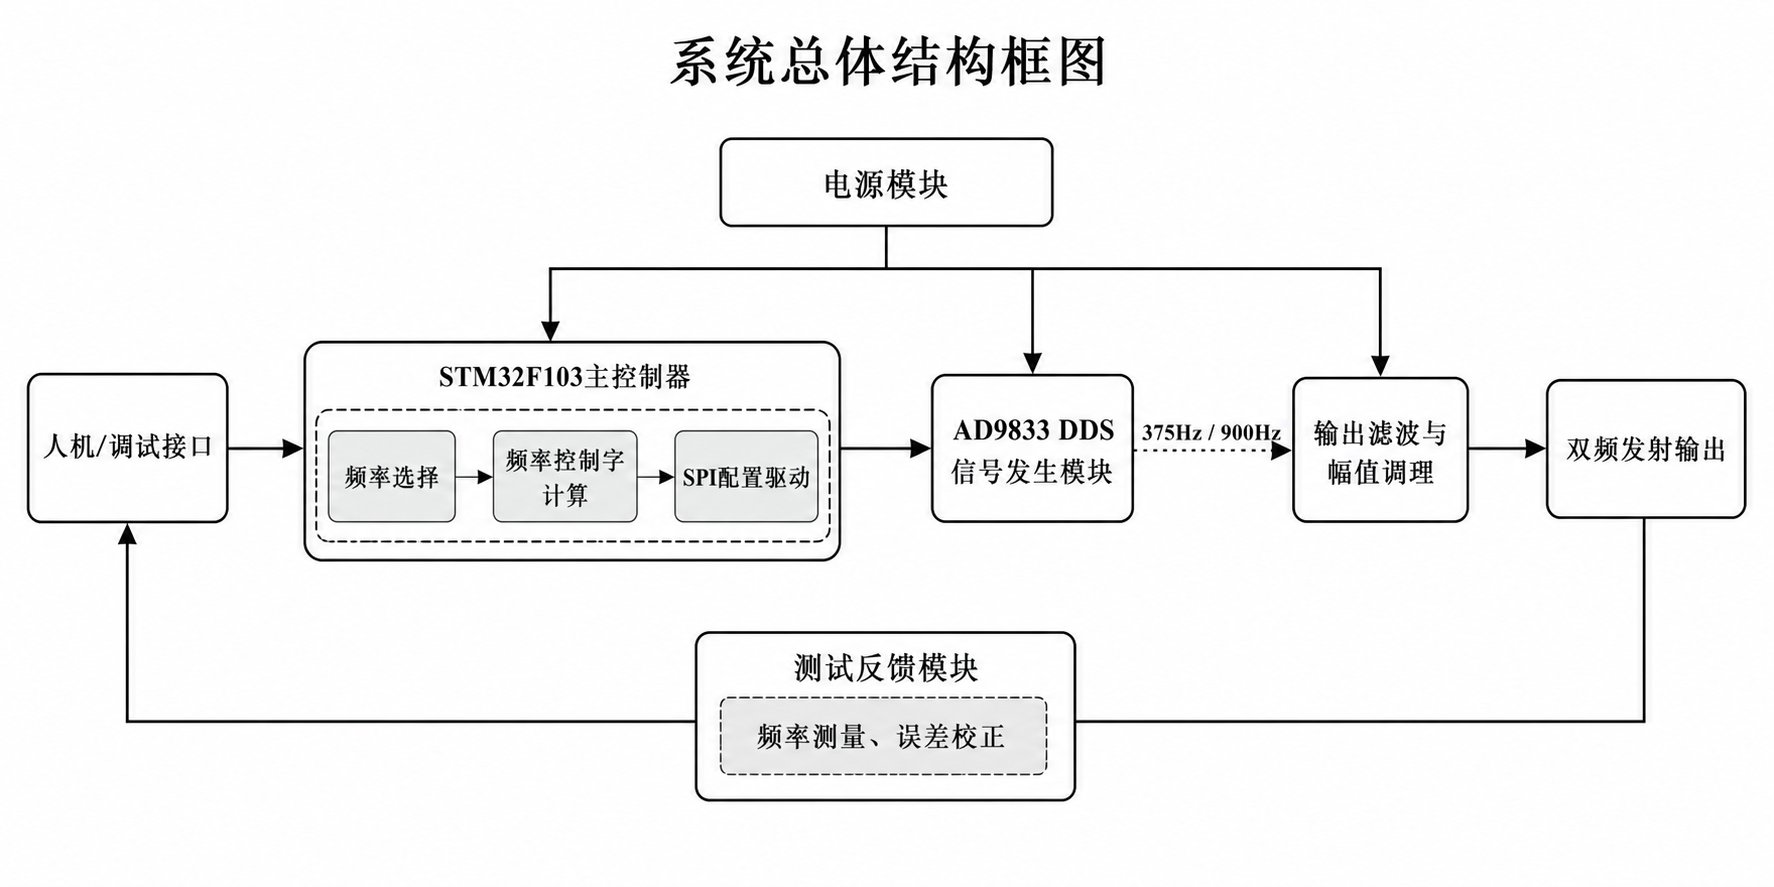 系统总体结构框图
电源模块
人机/调试接口
STM32F103主控制器
频率选择
频率控制字
计算
SPI配置驱动
AD9833 DDS
信号发生模块
375Hz / 900Hz
输出滤波与
幅值调理
双频发射输出
测试反馈模块
频率测量、误差校正